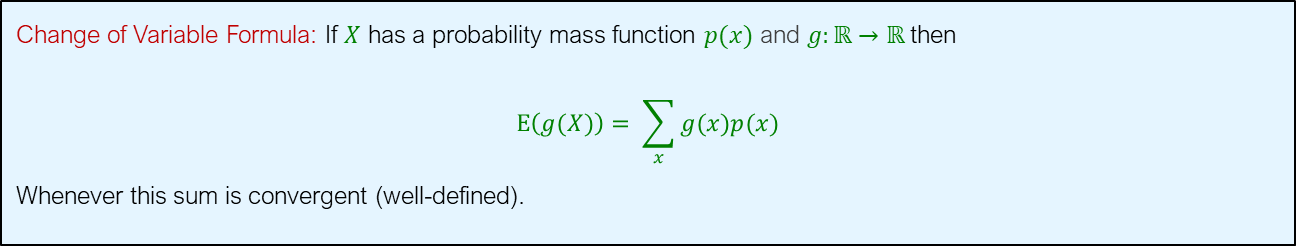 Change of Variable Formula: If X has a probability mass function p(x) and g: ℝ → ℝ then
E(g(X)) = ∑ₓ g(x)p(x)
Whenever this sum is convergent (well-defined).